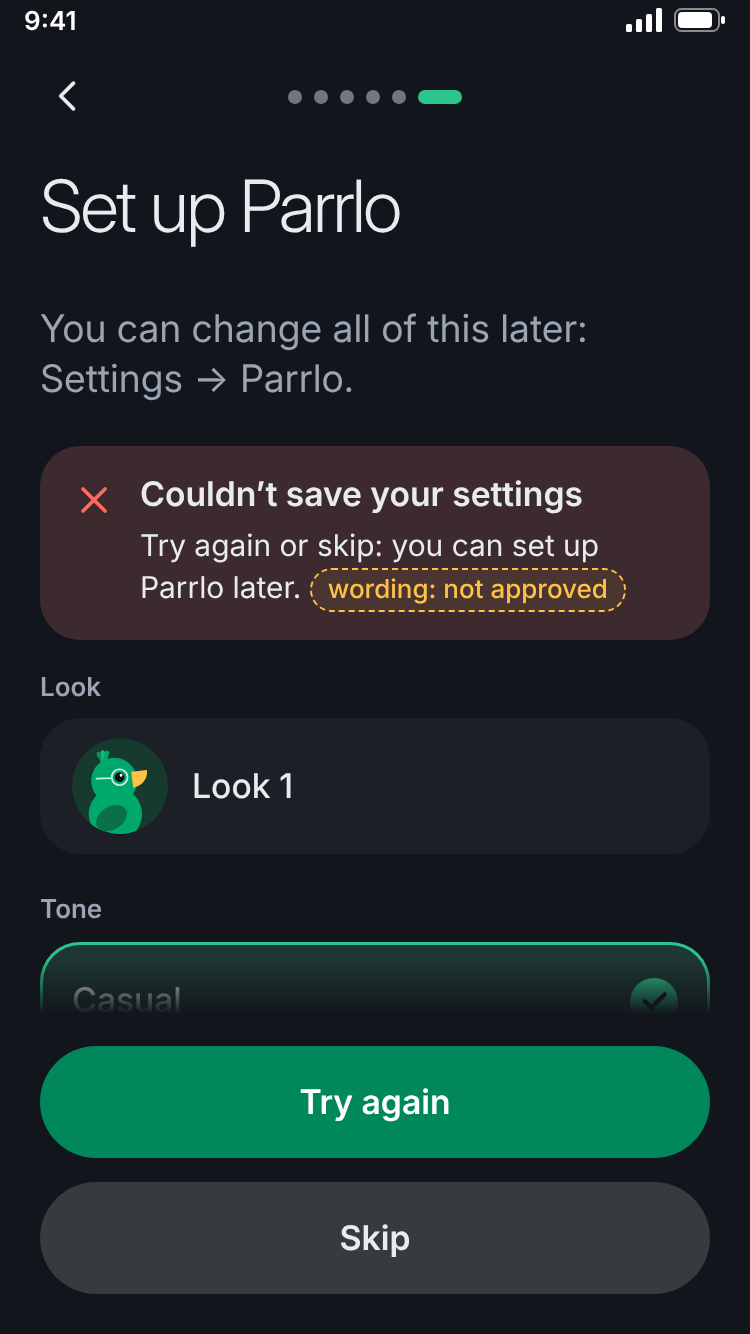 9:41
Set up Parrlo
You can change all of this later:
Settings → Parrlo.
Couldn’t save your settings
Try again or skip: you can set up
Parrlo later. wording: not approved
Look
Look 1
Tone
Casual
Try again
Skip